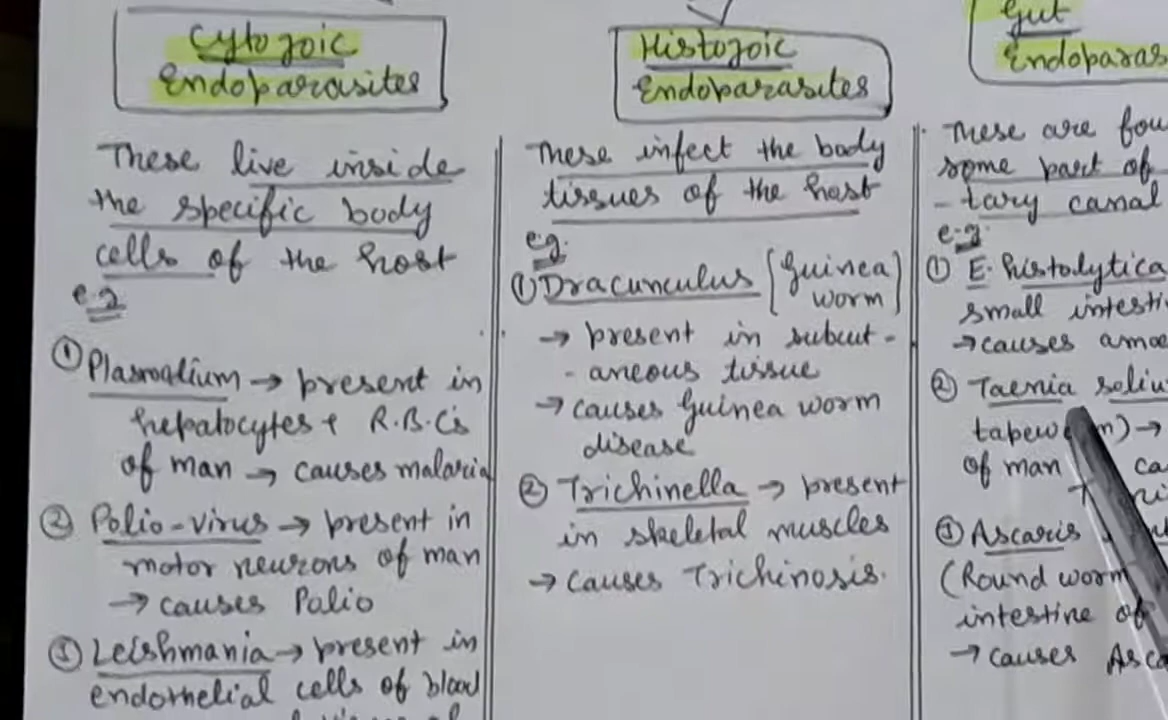 Cytozoic
Endoparasites
These live inside
the specific body
cells of the host
e.g
① Plasmodium → present in
hepatocytes + R.B.C's
of man → causes malaria
② Polio-virus → present in
motor neurons of man
→ causes Polio
③ Leishmania → present in
endothelial cells of blood
Histozoic
Endoparasites
These infect the body
tissues of the host
e.g.
① Dracunculus (Guinea
worm)
→ present in subcut-
-aneous tissue
→ causes Guinea worm
disease
② Trichinella → present
in skeletal muscles
→ causes Trichinosis.
Gut
Endoparas
These are fou
some part of
-tary canal
e.g
① E. histolytica
small intesti
→ causes amoe
② Taenia soliu
of man
③ Ascaris
(Round worm
intestine of
→ causes Asca